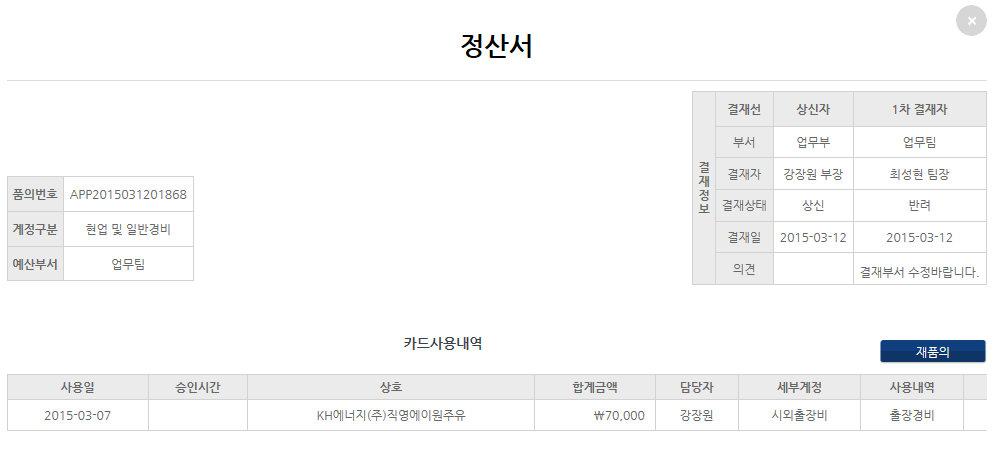 정산서
결재정보
결재선 상신자 1차 결재자
부서 업무부 업무팀
결재자 강장원 부장 최성현 팀장
결재상태 상신 반려
결재일 2015-03-12 2015-03-12
의견 결재부서 수정바랍니다.
품의번호 APP2015031201868
계정구분 현업 및 일반경비
예산부서 업무팀
카드사용내역
재품의
사용일 승인시간 상호 합계금액 담당자 세부계정 사용내역
2015-03-07 KH에너지(주)직영에이원주유 ₩70,000 강장원 시외출장비 출장경비